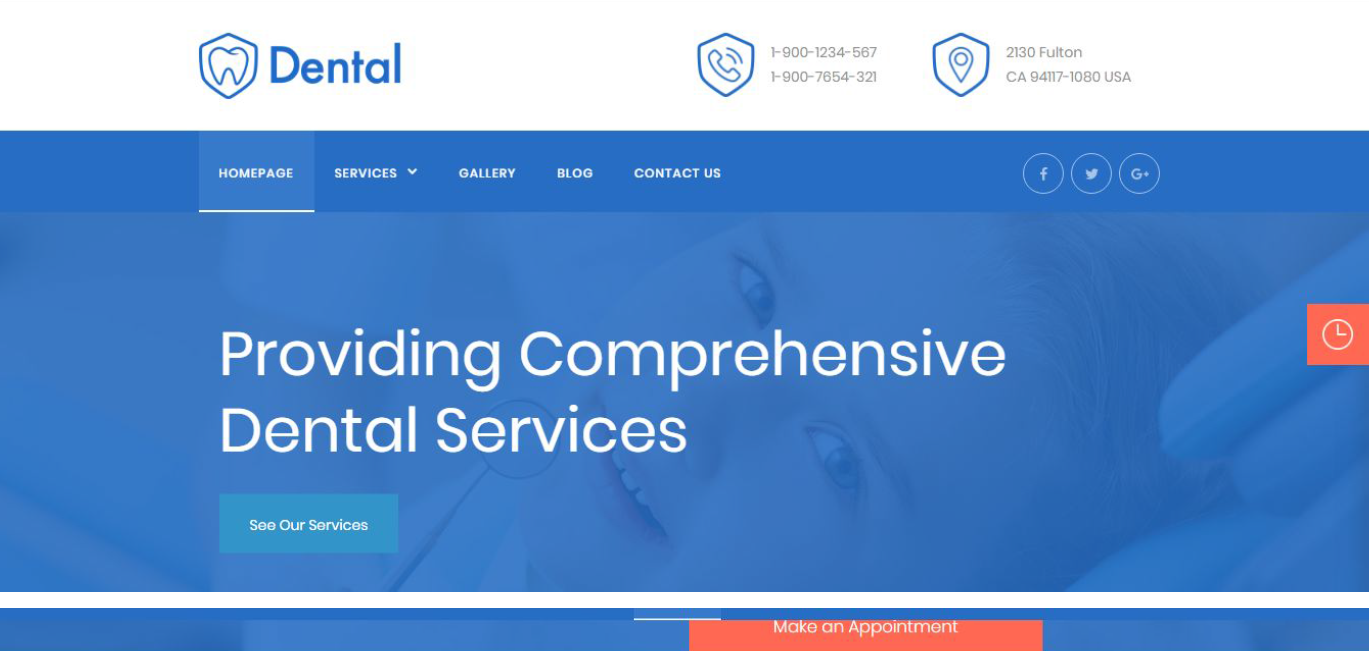 Dental
1-900-1234-567
1-900-7654-321
2130 Fulton
CA 94117-1080 USA
HOMEPAGE
SERVICES
GALLERY
BLOG
CONTACT US
f
G+
Providing Comprehensive
Dental Services
See Our Services
Make an Appointment